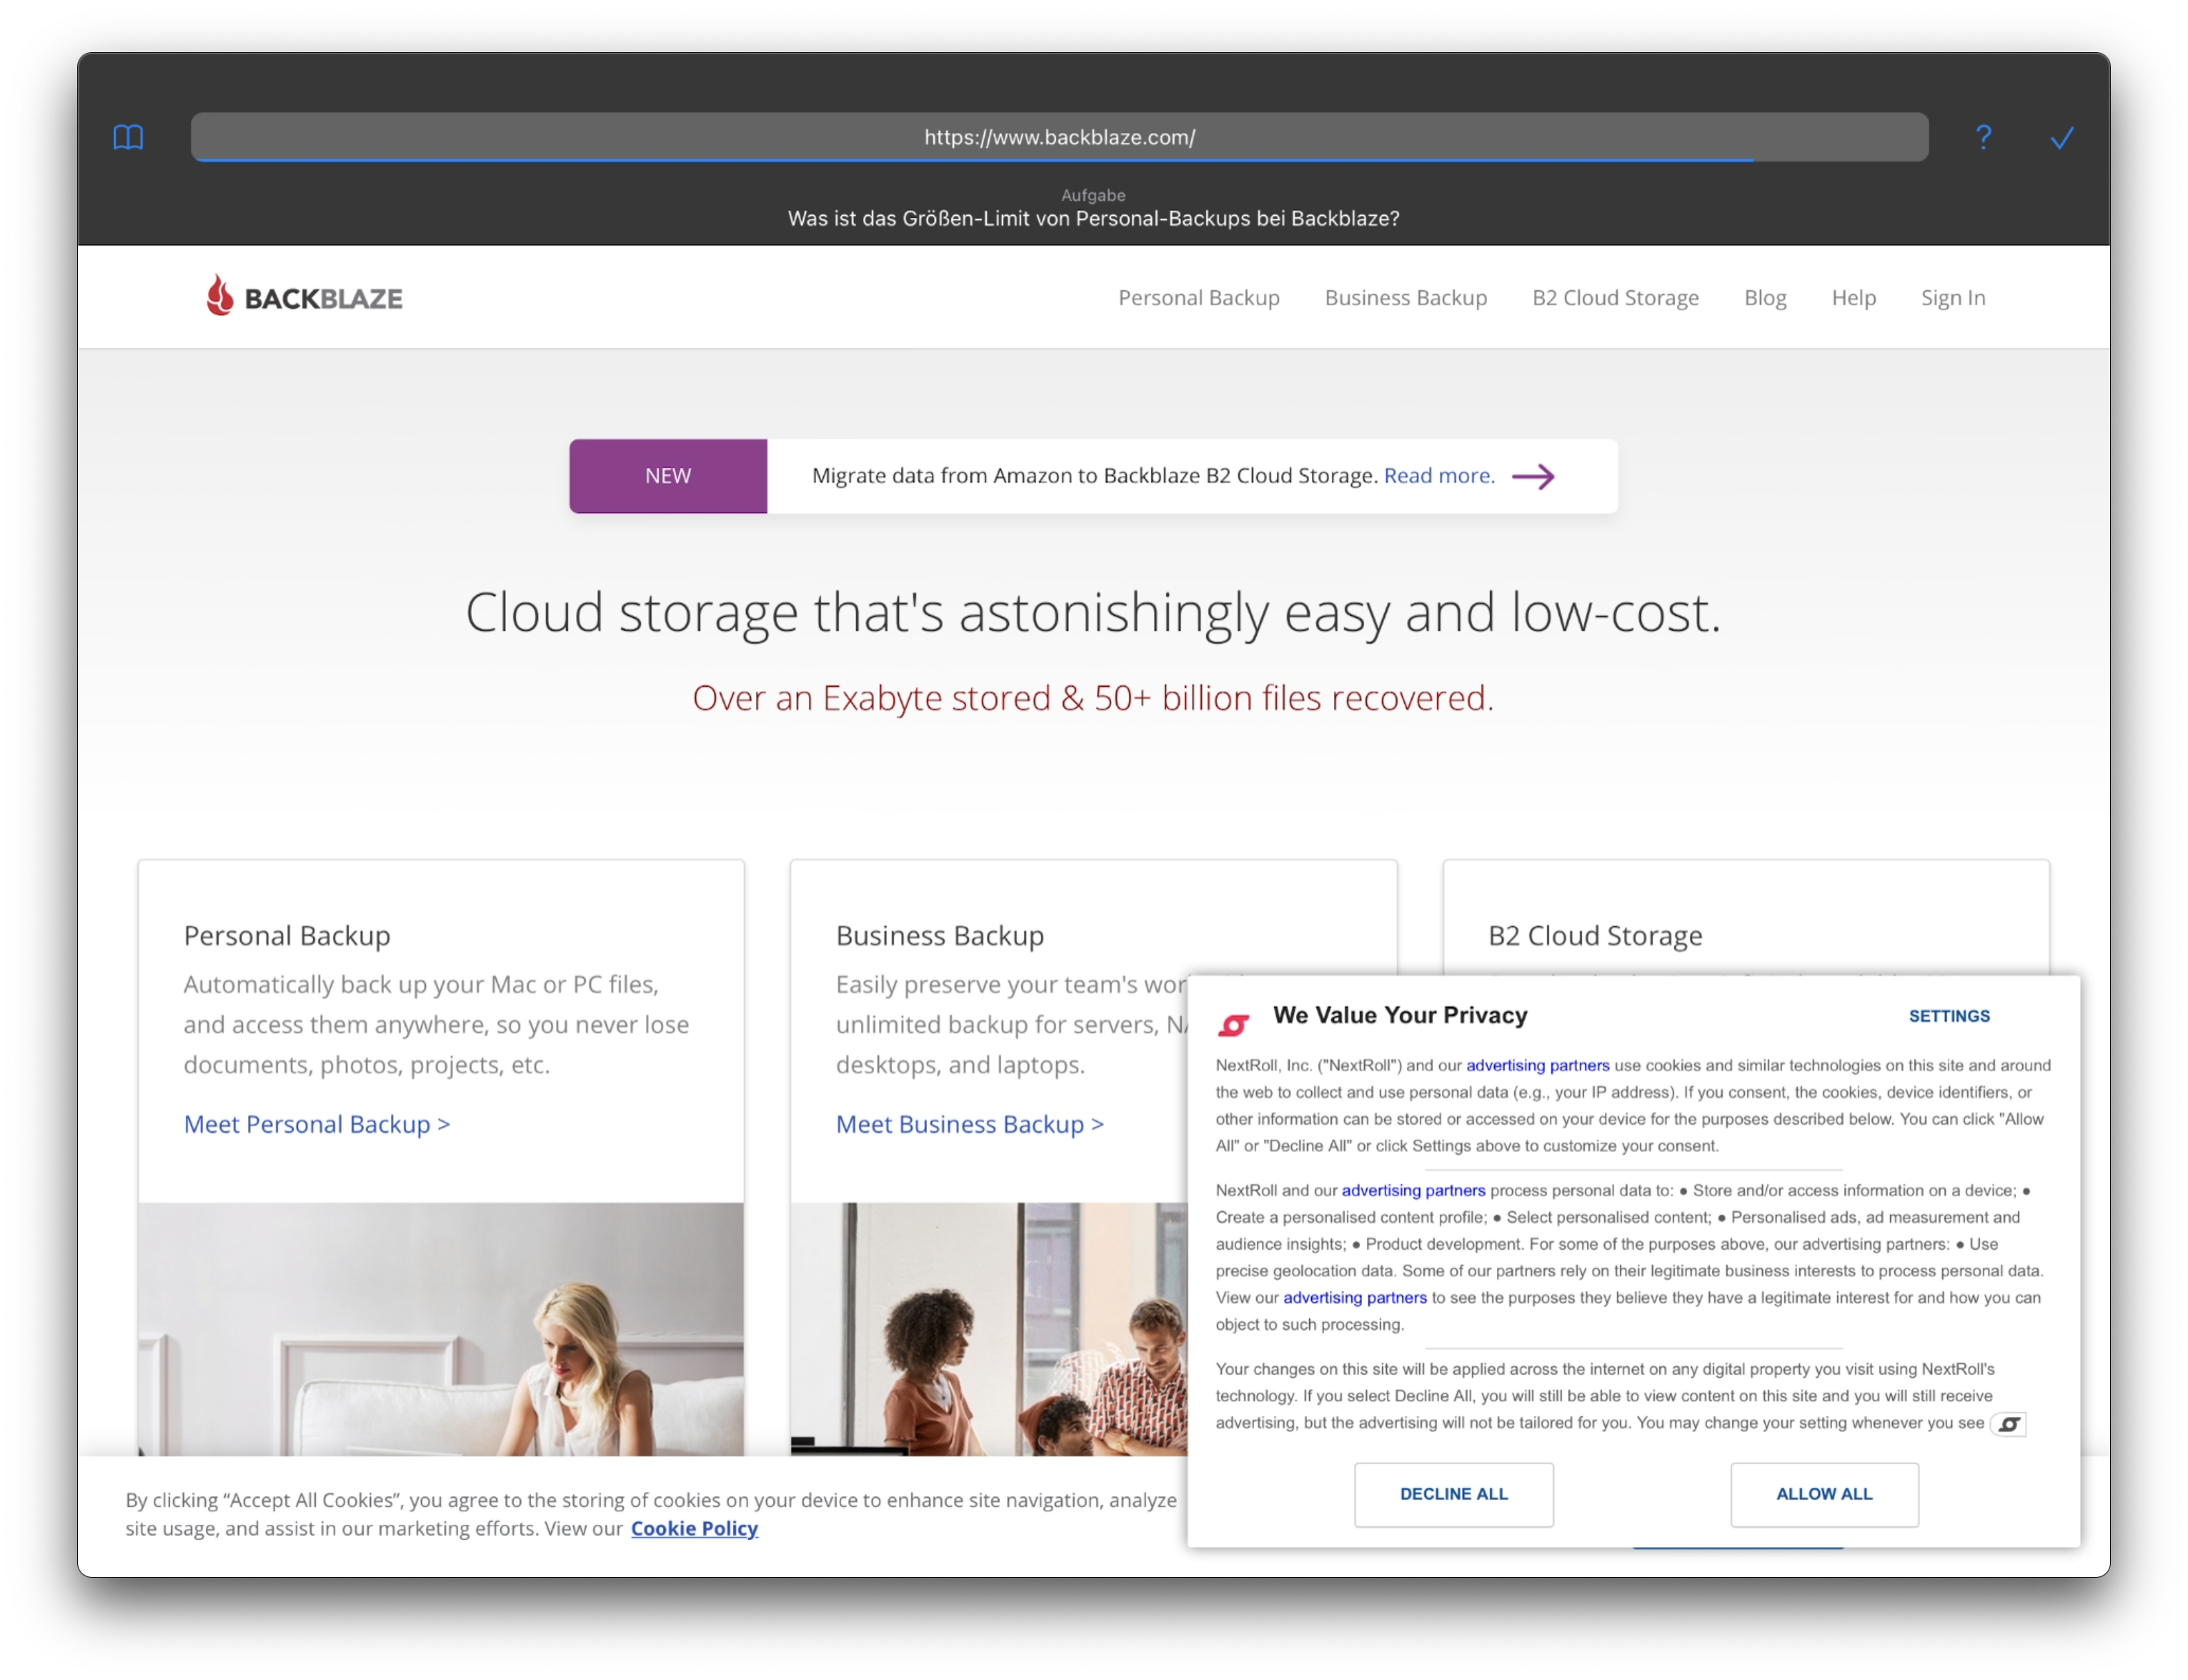 https://www.backblaze.com/
?
Aufgabe
Was ist das Größen-Limit von Personal-Backups bei Backblaze?
BACKBLAZE
Personal Backup
Business Backup
B2 Cloud Storage
Blog
Help
Sign In
NEW
Migrate data from Amazon to Backblaze B2 Cloud Storage. Read more.
Cloud storage that's astonishingly easy and low-cost.
Over an Exabyte stored & 50+ billion files recovered.
Personal Backup
Automatically back up your Mac or PC files,
and access them anywhere, so you never lose
documents, photos, projects, etc.
Meet Personal Backup >
Business Backup
Easily preserve your team's
unlimited backup for servers,
desktops, and laptops.
Meet Business Backup >
B2 Cloud Storage
We Value Your Privacy
SETTINGS
NextRoll, Inc. ("NextRoll") and our advertising partners use cookies and similar technologies on this site and around
the web to collect and use personal data (e.g., your IP address). If you consent, the cookies, device identifiers, or
other information can be stored or accessed on your device for the purposes described below. You can click "Allow
All" or "Decline All" or click Settings above to customize your consent.
NextRoll and our advertising partners process personal data to: ● Store and/or access information on a device; ●
Create a personalised content profile; ● Select personalised content; ● Personalised ads, ad measurement and
audience insights; ● Product development. For some of the purposes above, our advertising partners: ● Use
precise geolocation data. Some of our partners rely on their legitimate business interests to process personal data.
View our advertising partners to see the purposes they believe they have a legitimate interest for and how you can
object to such processing.
Your changes on this site will be applied across the internet on any digital property you visit using NextRoll's
technology. If you select Decline All, you will still be able to view content on this site and you will still receive
advertising, but the advertising will not be tailored for you. You may change your setting whenever you see
DECLINE ALL
ALLOW ALL
By clicking “Accept All Cookies”, you agree to the storing of cookies on your device to enhance site navigation, analyze
site usage, and assist in our marketing efforts. View our Cookie Policy